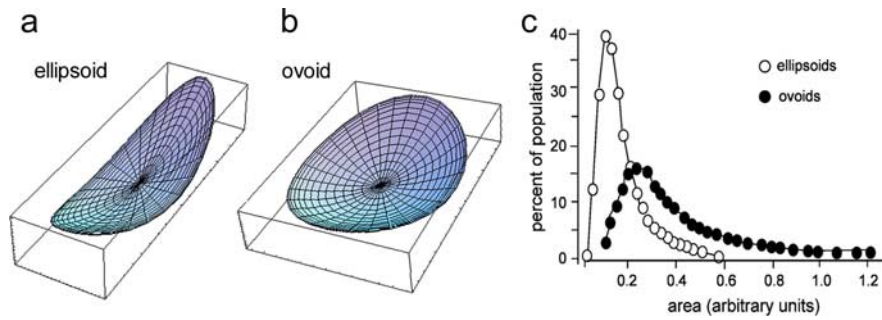 a
ellipsoid
b
ovoid
c
40
30
20
10
0
percent of population
ellipsoids
ovoids
0.2 0.4 0.6 0.8 1.0 1.2
area (arbitrary units)